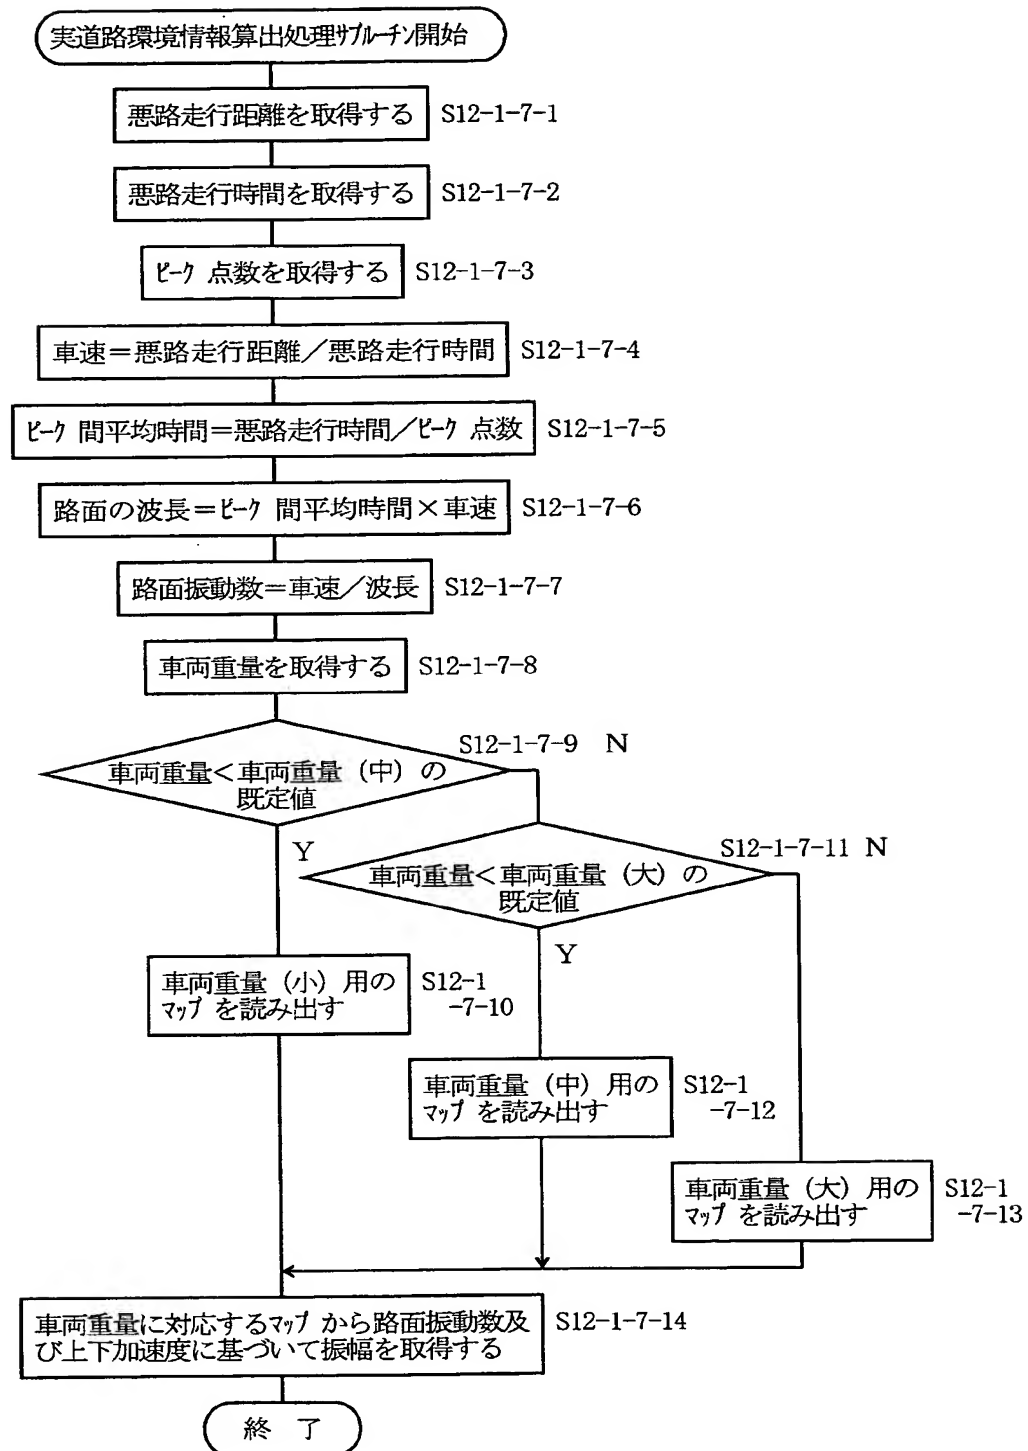 実道路環境情報算出処理ｻﾌﾞﾙｰﾁﾝ開始
悪路走行距離を取得する S12-1-7-1
悪路走行時間を取得する S12-1-7-2
ﾋﾟｰｸ 点数を取得する S12-1-7-3
車速＝悪路走行距離／悪路走行時間 S12-1-7-4
ﾋﾟｰｸ 間平均時間＝悪路走行時間／ﾋﾟｰｸ 点数 S12-1-7-5
路面の波長＝ﾋﾟｰｸ 間平均時間×車速 S12-1-7-6
路面振動数＝車速／波長 S12-1-7-7
車両重量を取得する S12-1-7-8
S12-1-7-9 N
車両重量＜車両重量（中）の
既定値
Y
S12-1-7-11 N
車両重量＜車両重量（大）の
既定値
Y
車両重量（小）用の
ﾏｯﾌﾟ を読み出す
S12-1
-7-10
車両重量（中）用の
ﾏｯﾌﾟ を読み出す
S12-1
-7-12
車両重量（大）用の
ﾏｯﾌﾟ を読み出す
S12-1
-7-13
車両重量に対応するﾏｯﾌﾟ から路面振動数及
び上下加速度に基づいて振幅を取得する
S12-1-7-14
終 了